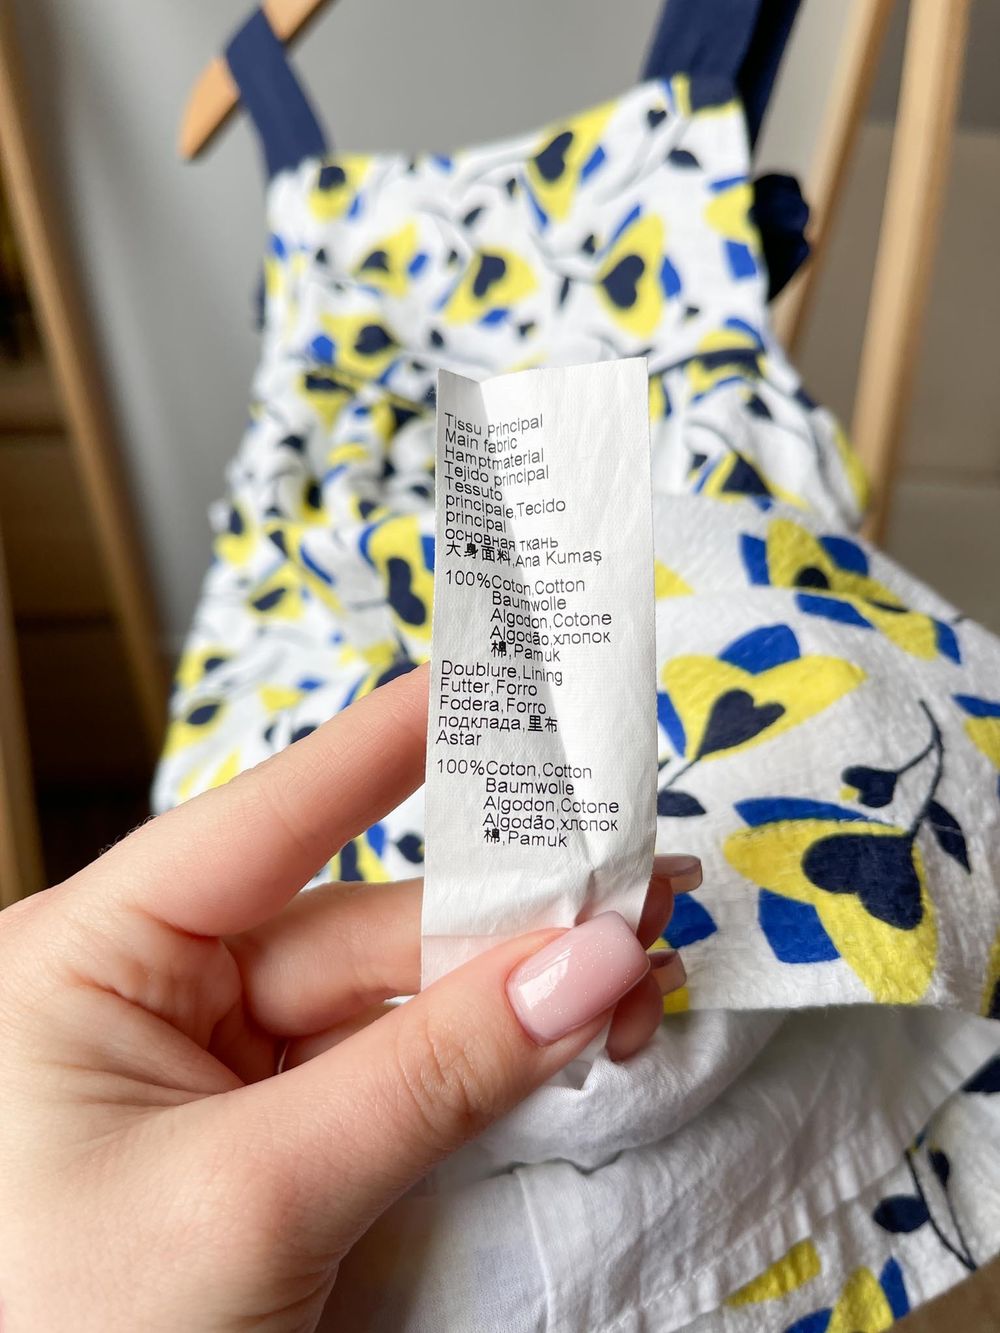 Tissu Principal
Main fabric
Hamptmaterial
Tejido principal
Tessuto
principale,Tecido
principal
основная ткань
大身面料,Ana Kumaş
100%Coton,Cotton
Baumwolle
Algodon,Cotone
Algodão,хлопок
棉,Pamuk
Doublure,Lining
Futter,Forro
Fodera,Forro
подклада,里布
Astar
100%Coton,Cotton
Baumwolle
Algodon,Cotone
Algodão,хлопок
棉,Pamuk